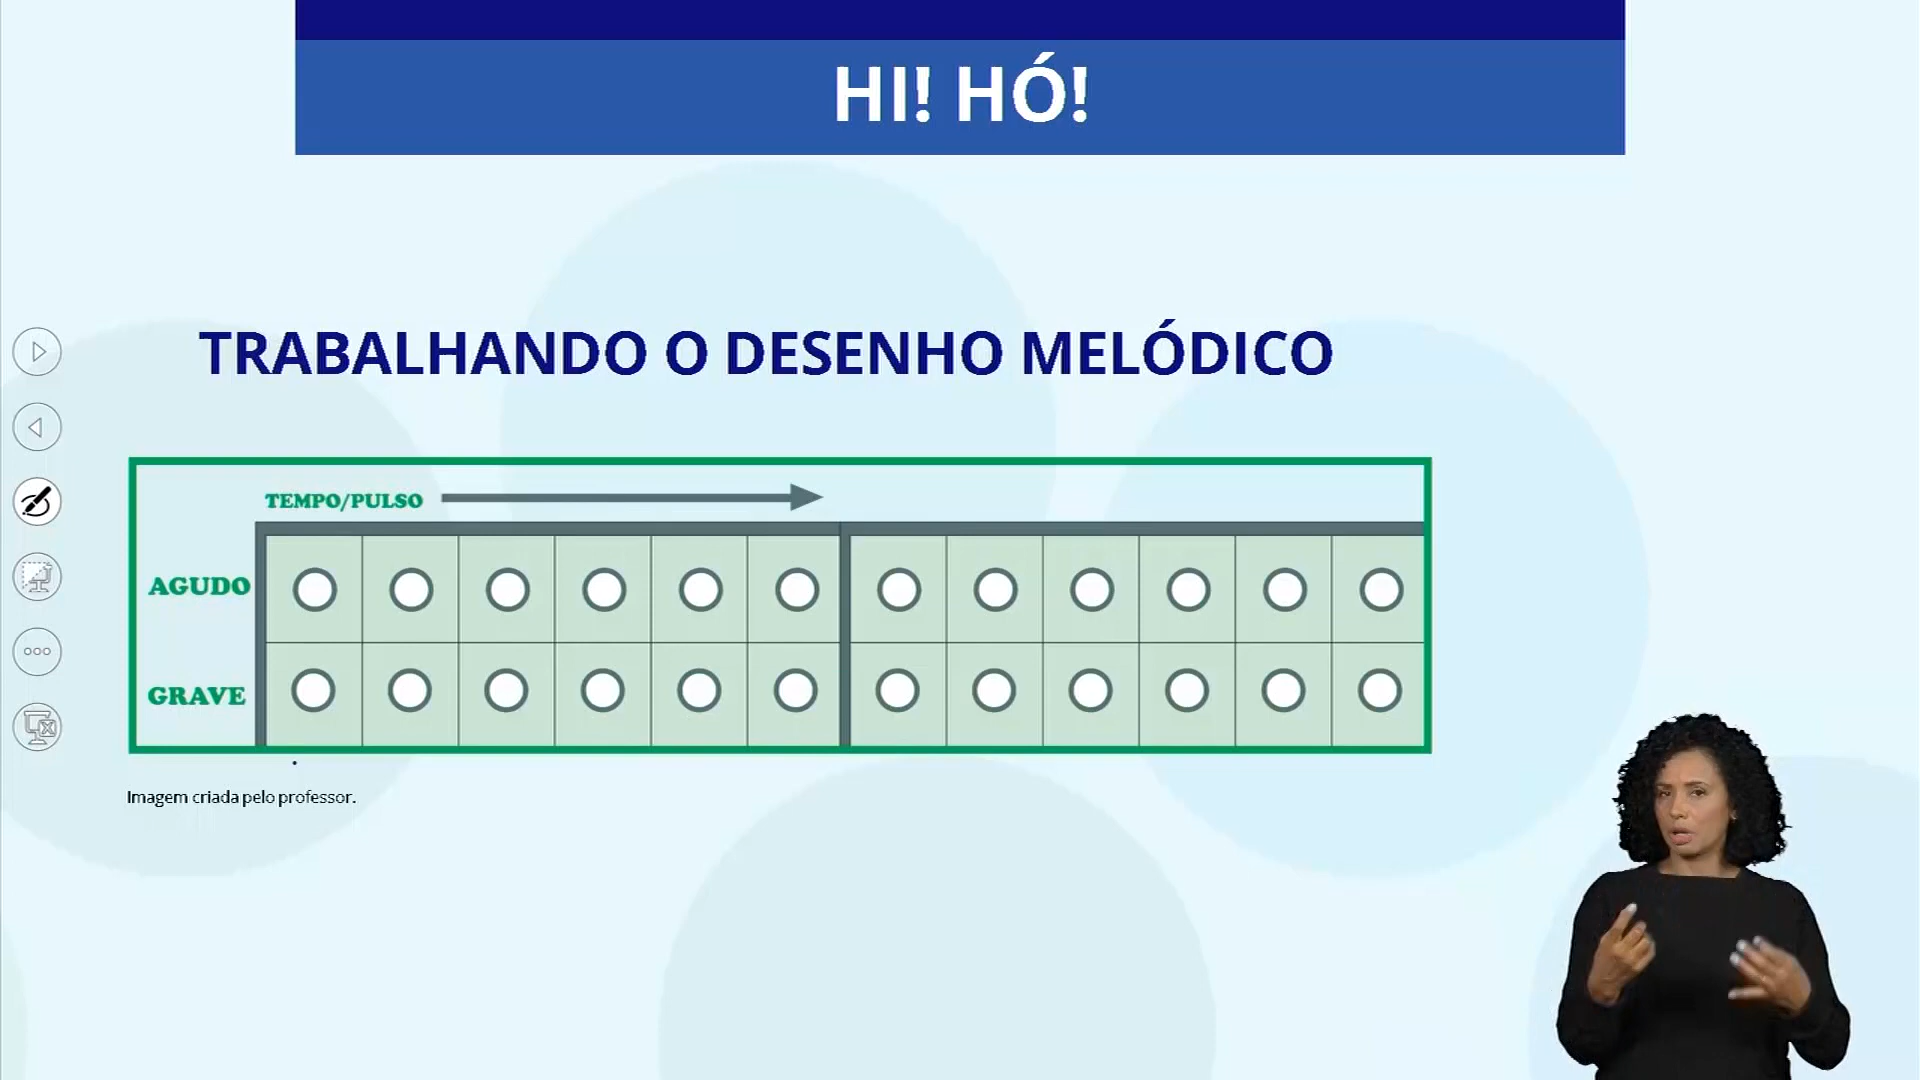 HI! HÓ!
TRABALHANDO O DESENHO MELÓDICO
TEMPO/PULSO
AGUDO
GRAVE
Imagem criada pelo professor.